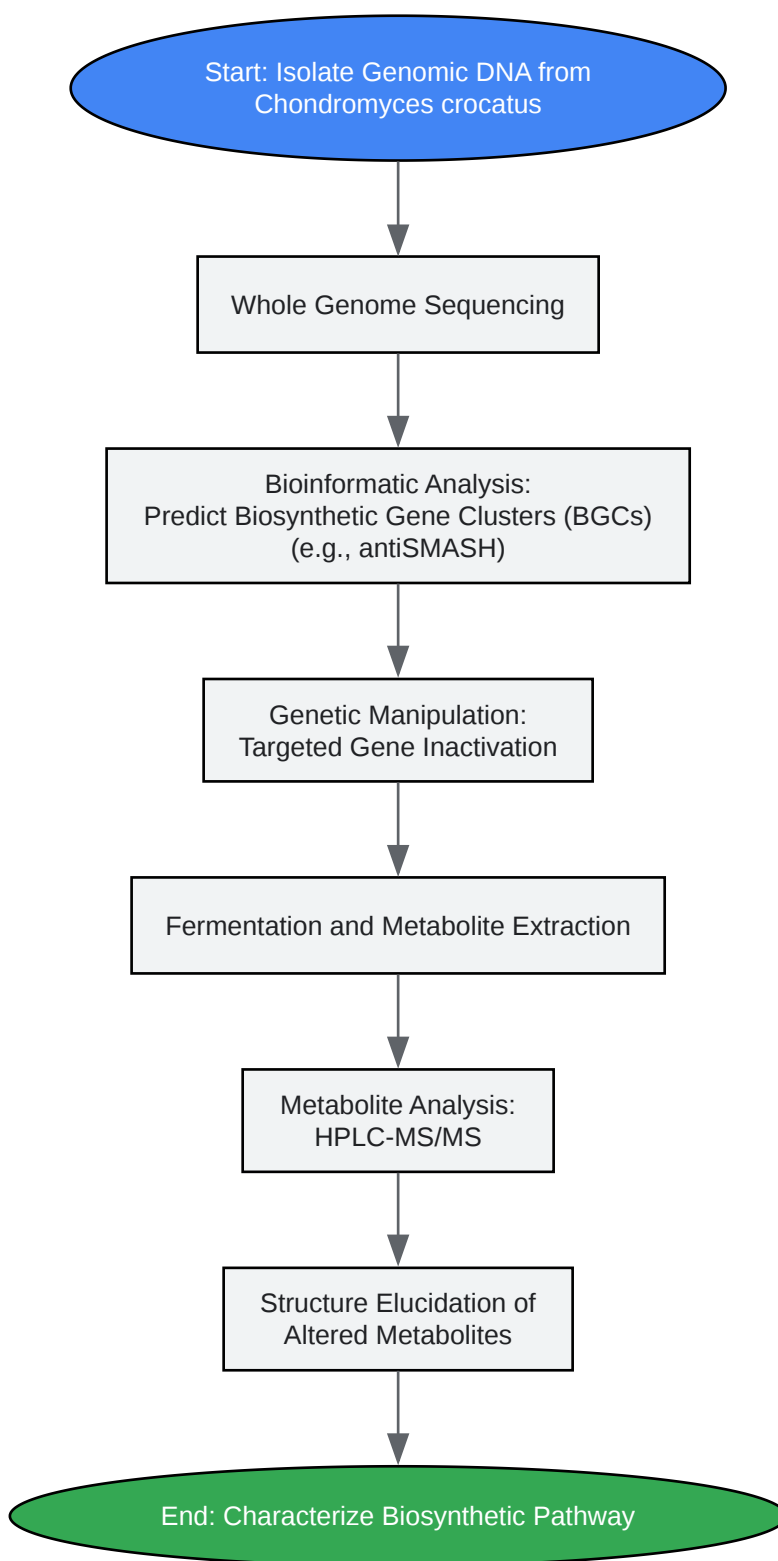 Start: Isolate Genomic DNA from
Chondromyces crocatus
Whole Genome Sequencing
Bioinformatic Analysis:
Predict Biosynthetic Gene Clusters (BGCs)
(e.g., antiSMASH)
Genetic Manipulation:
Targeted Gene Inactivation
Fermentation and Metabolite Extraction
Metabolite Analysis:
HPLC-MS/MS
Structure Elucidation of
Altered Metabolites
End: Characterize Biosynthetic Pathway